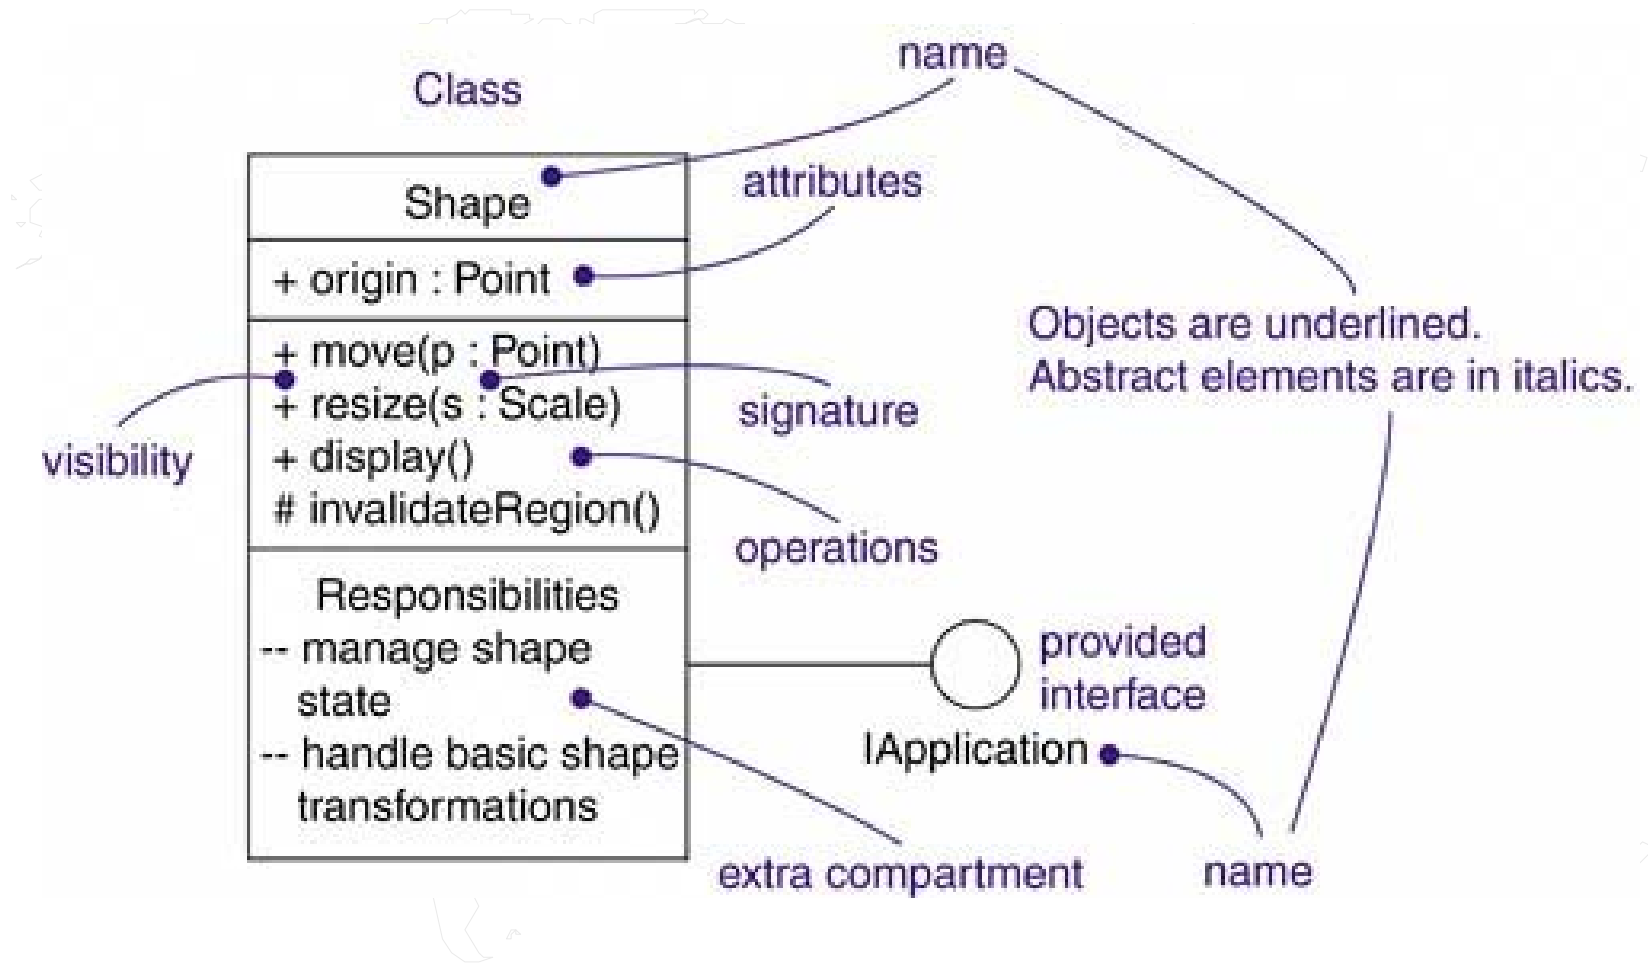 Class
name
Shape
attributes
+ origin : Point
+ move(p : Point)
+ resize(s : Scale)
+ display()
# invalidateRegion()
visibility
signature
operations
Objects are underlined.
Abstract elements are in italics.
Responsibilities
-- manage shape
state
-- handle basic shape
transformations
provided
interface
IApplication
extra compartment
name